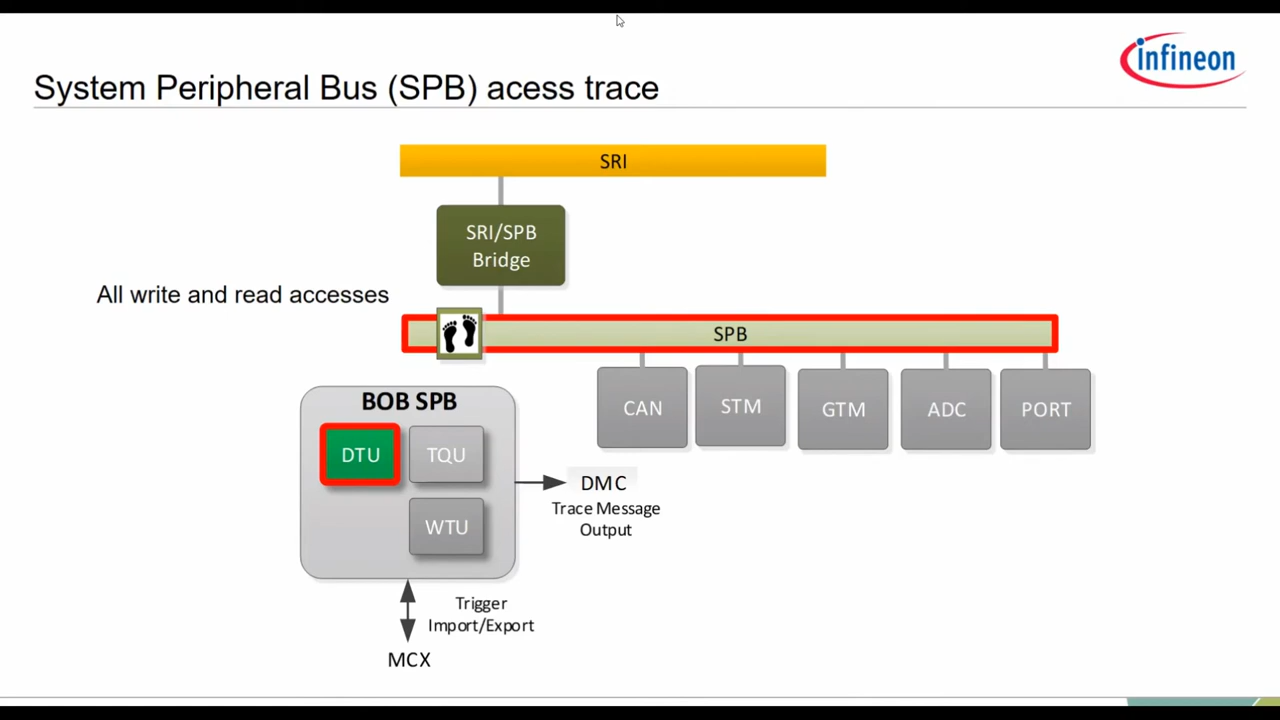 infineon
System Peripheral Bus (SPB) acess trace
SRI
SRI/SPB
Bridge
All write and read accesses
SPB
BOB SPB
DTU
TQU
WTU
CAN
STM
GTM
ADC
PORT
DMC
Trace Message
Output
Trigger
Import/Export
MCX